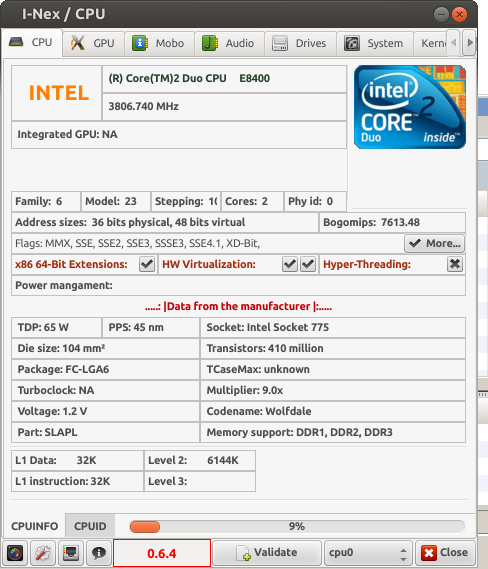 I-Nex / CPU
CPU GPU Mobo Audio Drives System Kerne
INTEL
(R) Core(TM)2 Duo CPU E8400
3806.740 MHz
Integrated GPU: NA
intel
CORE 2
Duo inside™
Family: 6 Model: 23 Stepping: 10 Cores: 2 Phy id: 0
Address sizes: 36 bits physical, 48 bits virtual Bogomips: 7613.48
Flags: MMX, SSE, SSE2, SSE3, SSSE3, SSE4.1, XD-Bit, More...
x86 64-Bit Extensions: HW Virtualization: Hyper-Threading:
Power mangament:
.....: |Data from the manufacturer |:.....
TDP: 65 W PPS: 45 nm Socket: Intel Socket 775
Die size: 104 mm² Transistors: 410 million
Package: FC-LGA6 TCaseMax: unknown
Turboclock: NA Multiplier: 9.0x
Voltage: 1.2 V Codename: Wolfdale
Part: SLAPL Memory support: DDR1, DDR2, DDR3
L1 Data: 32K Level 2: 6144K
L1 instruction: 32K Level 3:
CPUINFO CPUID 9%
0.6.4 Validate cpu0 Close